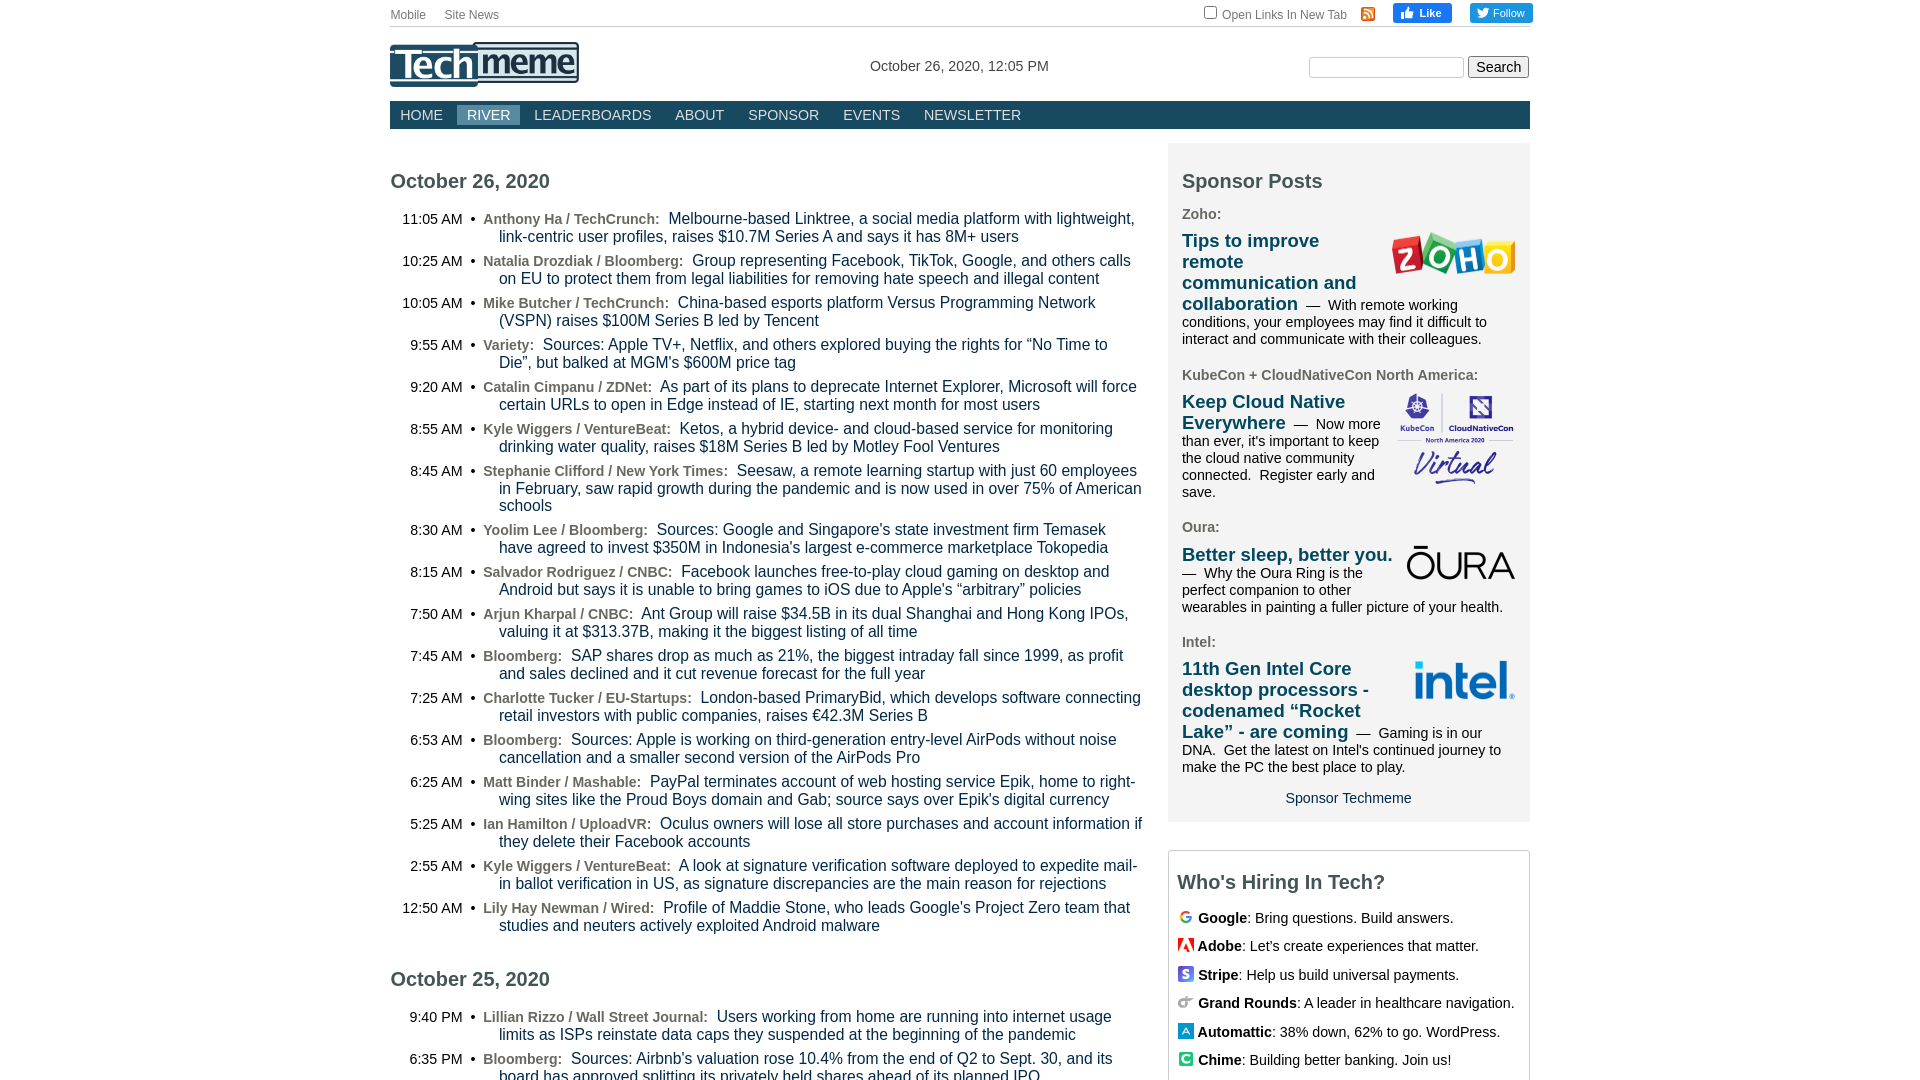 Mobile Site News Open Links In New Tab Like Follow
Techmeme October 26, 2020, 12:05 PM Search
HOME RIVER LEADERBOARDS ABOUT SPONSOR EVENTS NEWSLETTER
October 26, 2020
11:05 AM • Anthony Ha / TechCrunch: Melbourne-based Linktree, a social media platform with lightweight,
link-centric user profiles, raises $10.7M Series A and says it has 8M+ users
10:25 AM • Natalia Drozdiak / Bloomberg: Group representing Facebook, TikTok, Google, and others calls
on EU to protect them from legal liabilities for removing hate speech and illegal content
10:05 AM • Mike Butcher / TechCrunch: China-based esports platform Versus Programming Network
(VSPN) raises $100M Series B led by Tencent
9:55 AM • Variety: Sources: Apple TV+, Netflix, and others explored buying the rights for “No Time to
Die”, but balked at MGM's $600M price tag
9:20 AM • Catalin Cimpanu / ZDNet: As part of its plans to deprecate Internet Explorer, Microsoft will force
certain URLs to open in Edge instead of IE, starting next month for most users
8:55 AM • Kyle Wiggers / VentureBeat: Ketos, a hybrid device- and cloud-based service for monitoring
drinking water quality, raises $18M Series B led by Motley Fool Ventures
8:45 AM • Stephanie Clifford / New York Times: Seesaw, a remote learning startup with just 60 employees
in February, saw rapid growth during the pandemic and is now used in over 75% of American
schools
8:30 AM • Yoolim Lee / Bloomberg: Sources: Google and Singapore's state investment firm Temasek
have agreed to invest $350M in Indonesia's largest e-commerce marketplace Tokopedia
8:15 AM • Salvador Rodriguez / CNBC: Facebook launches free-to-play cloud gaming on desktop and
Android but says it is unable to bring games to iOS due to Apple's “arbitrary” policies
7:50 AM • Arjun Kharpal / CNBC: Ant Group will raise $34.5B in its dual Shanghai and Hong Kong IPOs,
valuing it at $313.37B, making it the biggest listing of all time
7:45 AM • Bloomberg: SAP shares drop as much as 21%, the biggest intraday fall since 1999, as profit
and sales declined and it cut revenue forecast for the full year
7:25 AM • Charlotte Tucker / EU-Startups: London-based PrimaryBid, which develops software connecting
retail investors with public companies, raises €42.3M Series B
6:53 AM • Bloomberg: Sources: Apple is working on third-generation entry-level AirPods without noise
cancellation and a smaller second version of the AirPods Pro
6:25 AM • Matt Binder / Mashable: PayPal terminates account of web hosting service Epik, home to right-
wing sites like the Proud Boys domain and Gab; source says over Epik's digital currency
5:25 AM • Ian Hamilton / UploadVR: Oculus owners will lose all store purchases and account information if
they delete their Facebook accounts
2:55 AM • Kyle Wiggers / VentureBeat: A look at signature verification software deployed to expedite mail-
in ballot verification in US, as signature discrepancies are the main reason for rejections
12:50 AM • Lily Hay Newman / Wired: Profile of Maddie Stone, who leads Google's Project Zero team that
studies and neuters actively exploited Android malware
October 25, 2020
9:40 PM • Lillian Rizzo / Wall Street Journal: Users working from home are running into internet usage
limits as ISPs reinstate data caps they suspended at the beginning of the pandemic
6:35 PM • Bloomberg: Sources: Airbnb's valuation rose 10.4% from the end of Q2 to Sept. 30, and its
board has approved splitting its privately held shares ahead of its planned IPO
Sponsor Posts
Zoho:
Tips to improve
remote
communication and
collaboration — With remote working
conditions, your employees may find it difficult to
interact and communicate with their colleagues.
ZOHO
KubeCon + CloudNativeCon North America:
Keep Cloud Native
Everywhere — Now more
than ever, it's important to keep
the cloud native community
connected. Register early and
save.
KubeCon CloudNativeCon
North America 2020
Virtual
Oura:
Better sleep, better you.
— Why the Oura Ring is the
perfect companion to other
wearables in painting a fuller picture of your health.
ŌURA
Intel:
11th Gen Intel Core
desktop processors -
codenamed “Rocket
Lake” - are coming — Gaming is in our
DNA. Get the latest on Intel's continued journey to
make the PC the best place to play.
intel®
Sponsor Techmeme
Who's Hiring In Tech?
Google: Bring questions. Build answers.
Adobe: Let’s create experiences that matter.
Stripe: Help us build universal payments.
Grand Rounds: A leader in healthcare navigation.
Automattic: 38% down, 62% to go. WordPress.
Chime: Building better banking. Join us!